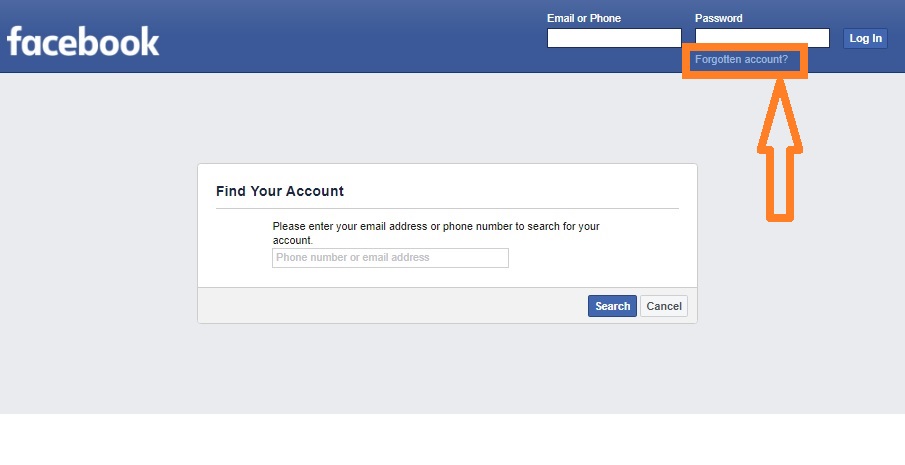 facebook
Email or Phone
Password
Log In
Forgotten account?
Find Your Account
Please enter your email address or phone number to search for your
account.
Phone number or email address
Search
Cancel